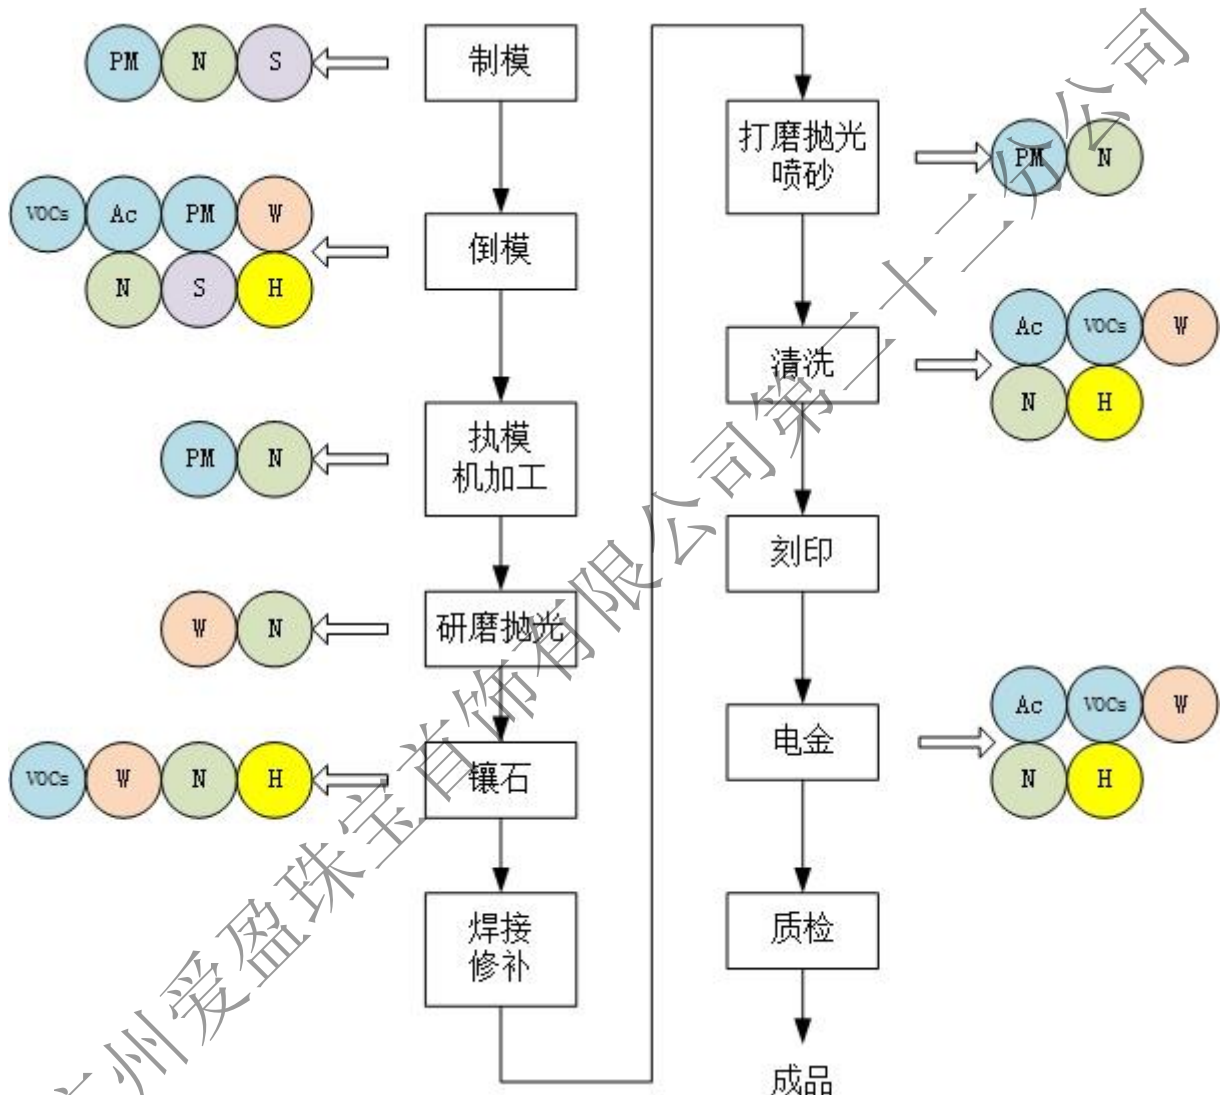 PM N S
制模
VOCs Ac PM W
N S H
倒模
PM N
执模
机加工
W N
研磨抛光
VOCs W N H
镶石
焊接
修补
打磨抛光
喷砂
PM N
清洗
Ac VOCs W
N H
刻印
电金
Ac VOCs W
N H
质检
成品
广州爱盈珠宝首饰有限公司第二十二分公司